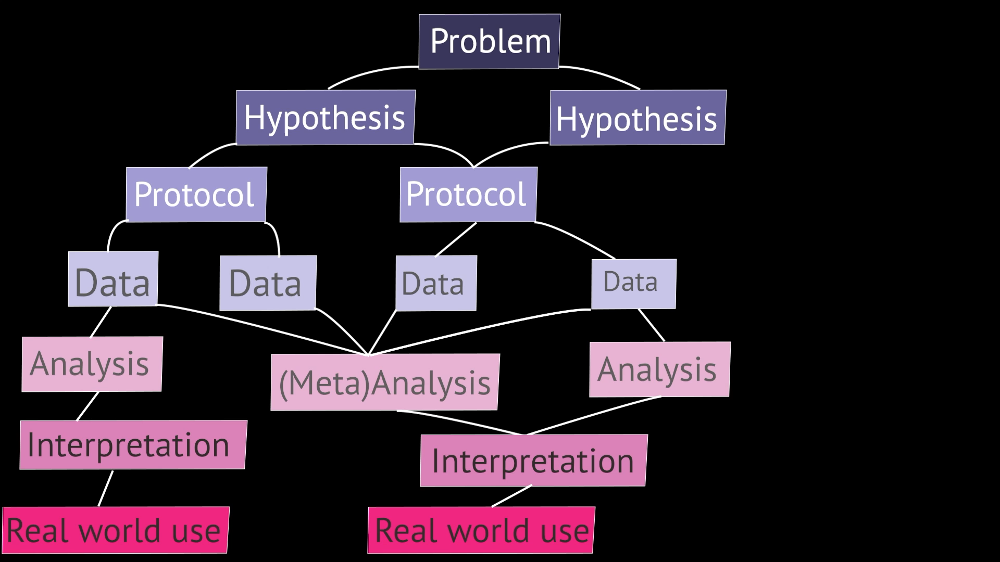 Problem
Hypothesis
Hypothesis
Protocol
Protocol
Data
Data
Data
Data
Analysis
(Meta)Analysis
Analysis
Interpretation
Interpretation
Real world use
Real world use